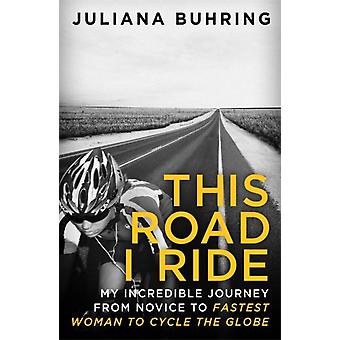 JULIANA BUHRING
THIS
ROAD
I RIDE
MY INCREDIBLE JOURNEY
FROM NOVICE TO FASTEST
WOMAN TO CYCLE THE GLOBE